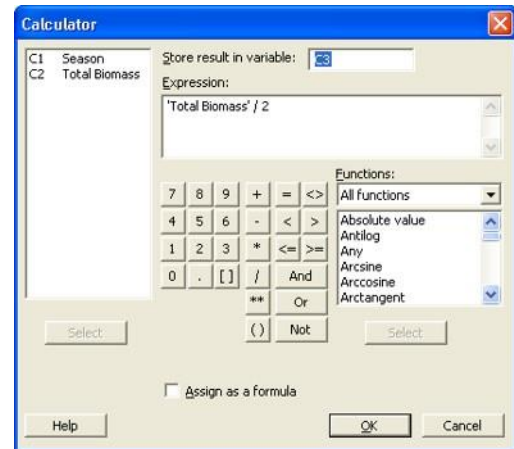 Calculator
C1 Season
C2 Total Biomass
Store result in variable: C3
Expression:
'Total Biomass' / 2
Functions:
7 8 9 + = <> All functions
4 5 6 - < > Absolute value
Antilog
1 2 3 * <= >= Any
Arcsine
0 . [] / And Arccosine
** Or Arctangent
Select () Not Select
Assign as a formula
Help OK Cancel